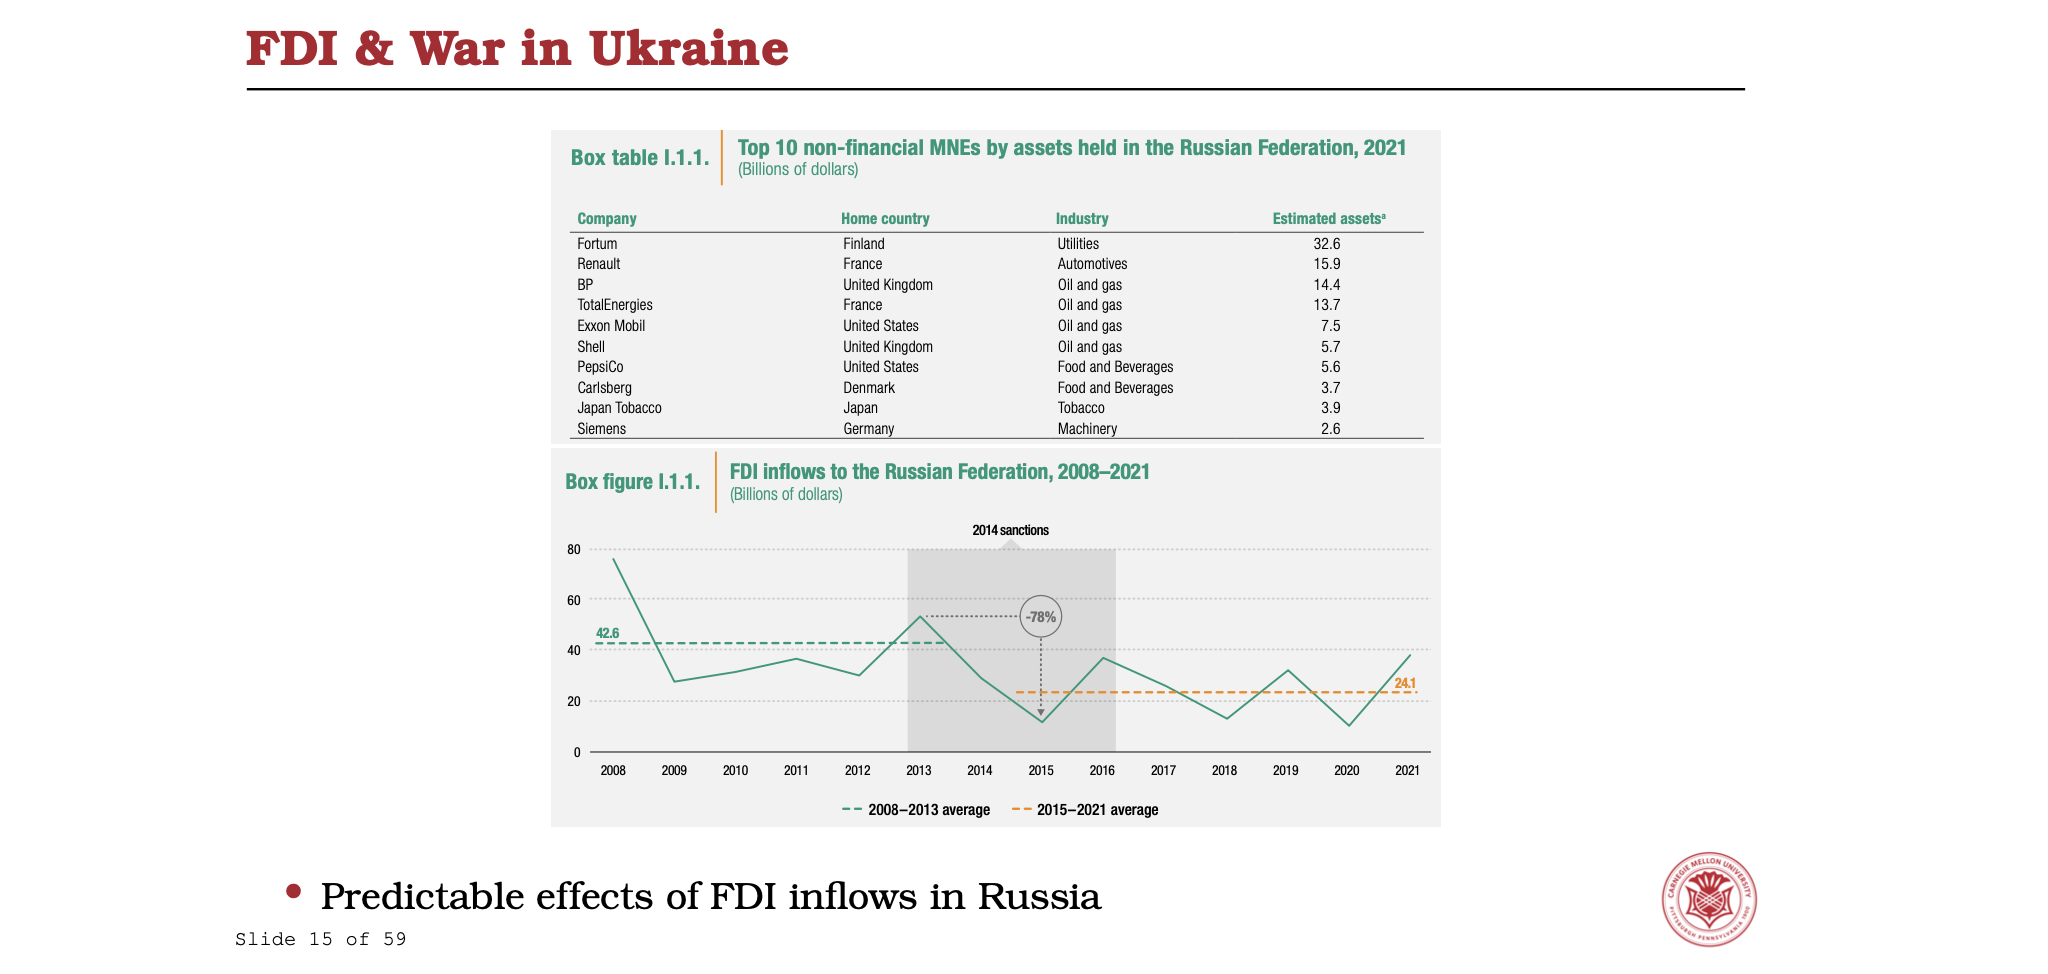 FDI & War in Ukraine
Box table I.1.1.
Top 10 non-financial MNEs by assets held in the Russian Federation, 2021
(Billions of dollars)
Company Home country Industry Estimated assetsᵃ
Fortum Finland Utilities 32.6
Renault France Automotives 15.9
BP United Kingdom Oil and gas 14.4
TotalEnergies France Oil and gas 13.7
Exxon Mobil United States Oil and gas 7.5
Shell United Kingdom Oil and gas 5.7
PepsiCo United States Food and Beverages 5.6
Carlsberg Denmark Food and Beverages 3.7
Japan Tobacco Japan Tobacco 3.9
Siemens Germany Machinery 2.6
Box figure I.1.1.
FDI inflows to the Russian Federation, 2008–2021
(Billions of dollars)
2014 sanctions
80
60
40
20
0
42.6
-78%
24.1
2008 2009 2010 2011 2012 2013 2014 2015 2016 2017 2018 2019 2020 2021
2008–2013 average 2015–2021 average
• Predictable effects of FDI inflows in Russia
Slide 15 of 59
CARNEGIE MELLON UNIVERSITY
PITTSBURGH PENNSYLVANIA 1900